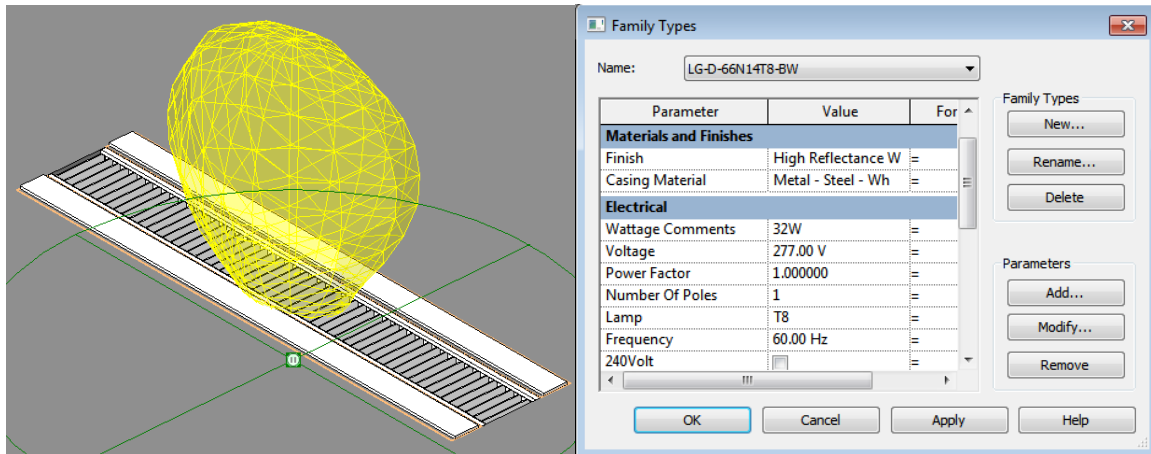 Family Types
Name: LG-D-66N14T8-BW
Parameter Value For
Materials and Finishes
Finish High Reflectance W =
Casing Material Metal - Steel - Wh =
Electrical
Wattage Comments 32W =
Voltage 277.00 V =
Power Factor 1.000000 =
Number Of Poles 1 =
Lamp T8 =
Frequency 60.00 Hz =
240Volt =
Family Types
New...
Rename...
Delete
Parameters
Add...
Modify...
Remove
OK Cancel Apply Help